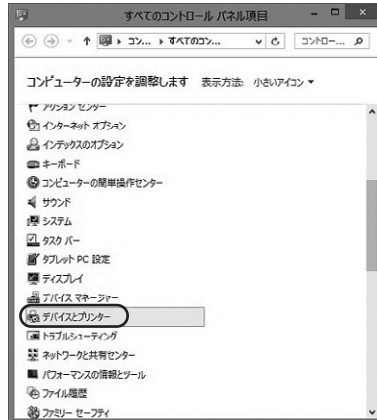 すべてのコントロール パネル項目
コン... すべてのコン... コントロー...
コンピューターの設定を調整します 表示方法: 小さいアイコン
アクション センター
インターネット オプション
インデックスのオプション
キーボード
コンピューターの簡単操作センター
サウンド
システム
タスク バー
タブレット PC 設定
ディスプレイ
デバイス マネージャー
デバイスとプリンター
トラブルシューティング
ネットワークと共有センター
パフォーマンスの情報とツール
ファイル履歴
ファミリー セーフティ